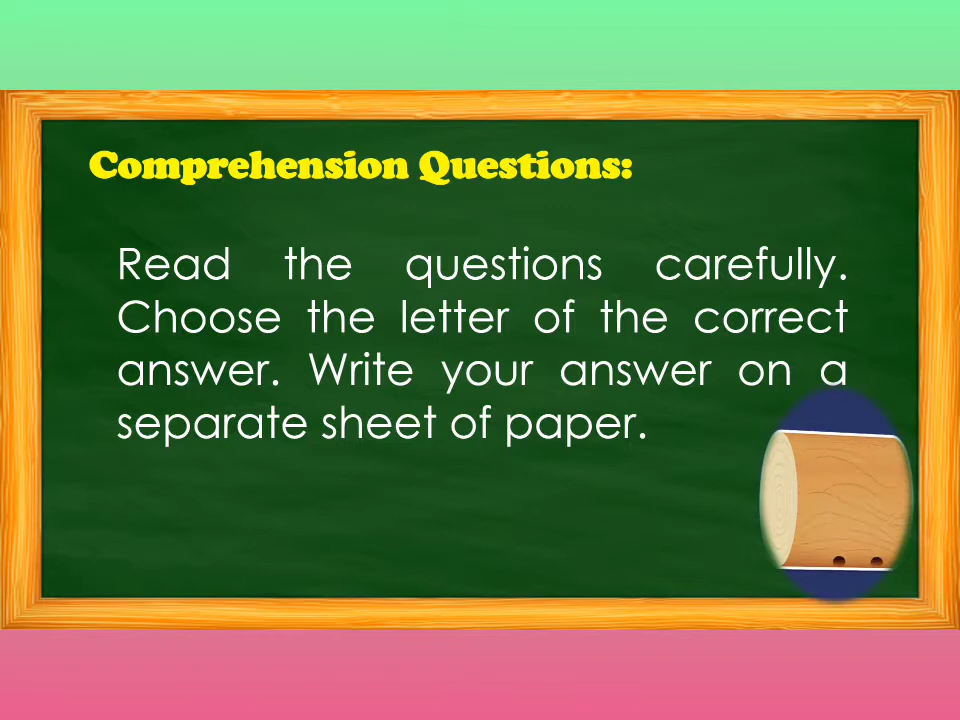 Comprehension Questions:
Read the questions carefully.
Choose the letter of the correct
answer. Write your answer on a
separate sheet of paper.